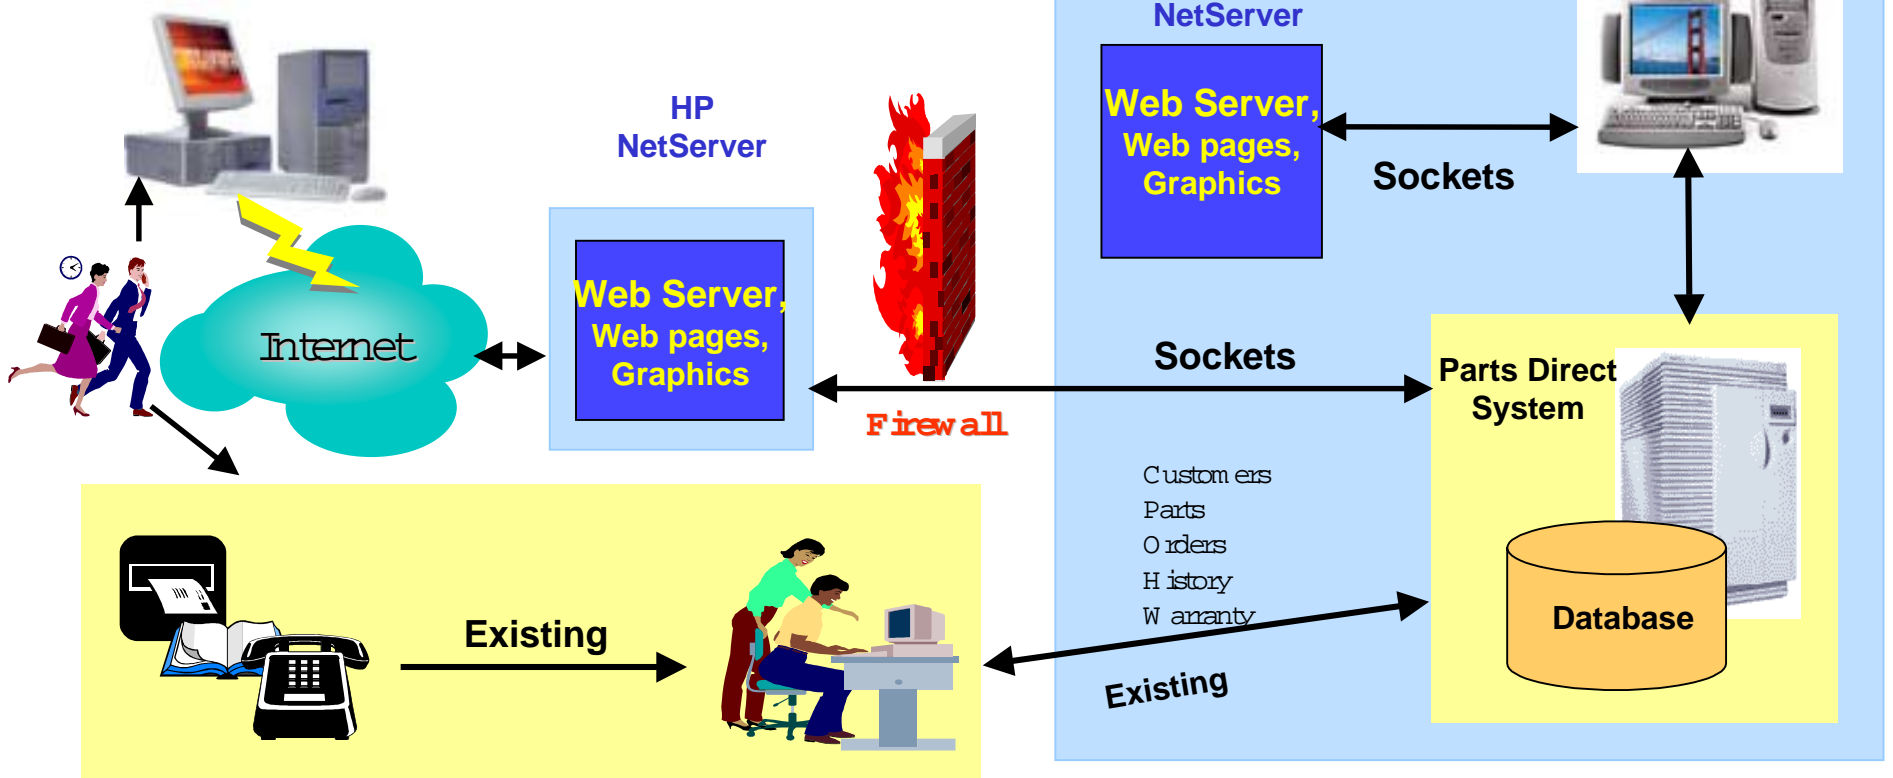 NetServer
Web Server,
Web pages,
Graphics
Sockets
HP
NetServer
Web Server,
Web pages,
Graphics
Internet
Firewall
Sockets
Parts Direct
System
Customers
Parts
Orders
History
Warranty
Database
Existing
Existing